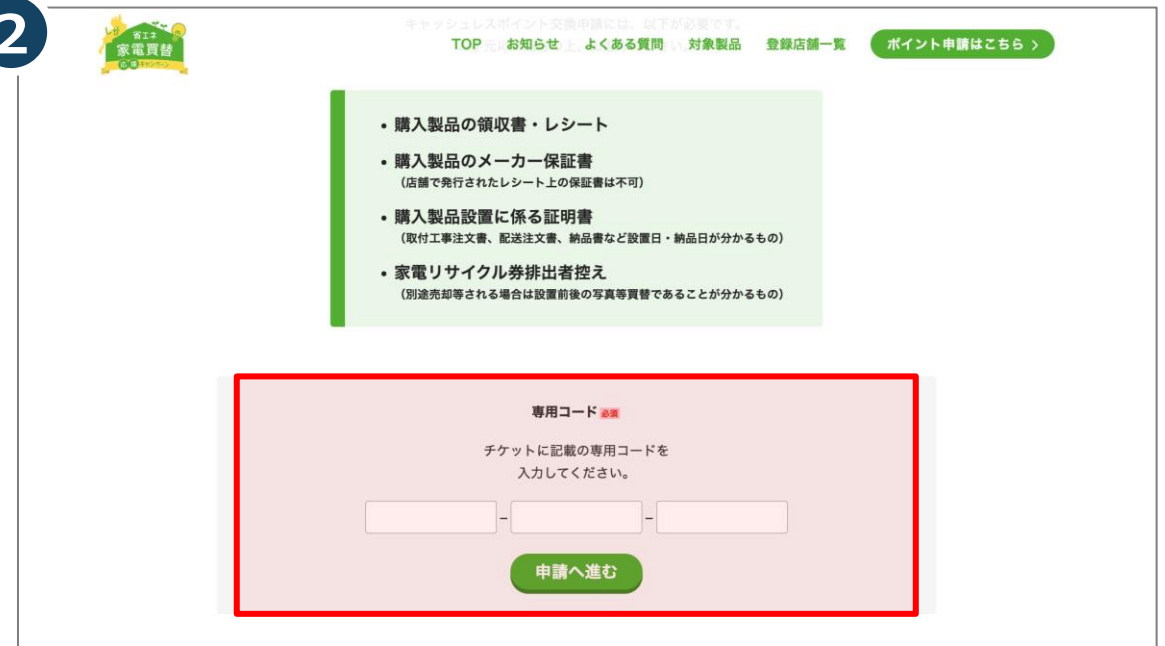 2
しが
省エネ
家電買替
応援キャンペーン
キャッシュレスポイント交換申請には、以下が必要です。
TOP お知らせ よくある質問 対象製品 登録店舗一覧 ポイント申請はこちら >
・購入製品の領収書・レシート
・購入製品のメーカー保証書
(店舗で発行されたレシート上の保証書は不可)
・購入製品設置に係る証明書
(取付工事注文書、配送注文書、納品書など設置日・納品日が分かるもの)
・家電リサイクル券排出者控え
(別途売却等される場合は設置前後の写真等買替であることが分かるもの)
専用コード 必須
チケットに記載の専用コードを
入力してください。
– –
申請へ進む